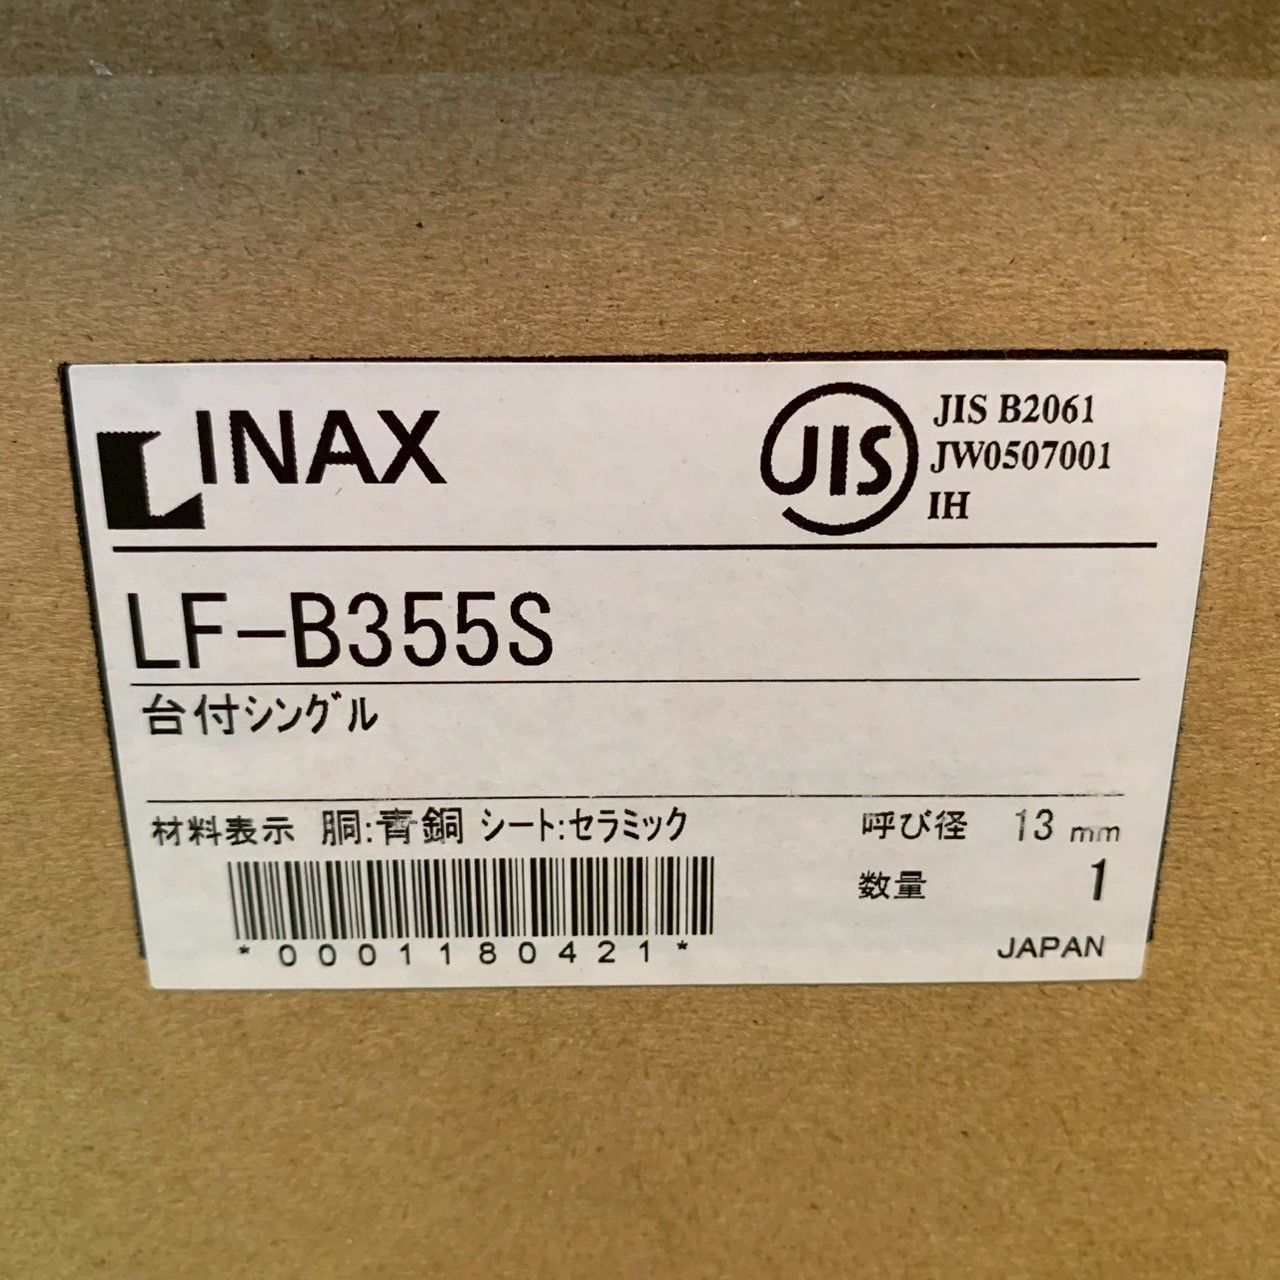 INAX
JIS
JIS B2061
JW0507001
IH
LF-B355S
台付シングル
材料表示 胴:青銅 シート:セラミック
呼び径 13 mm
数量 1
*0001180421*
JAPAN